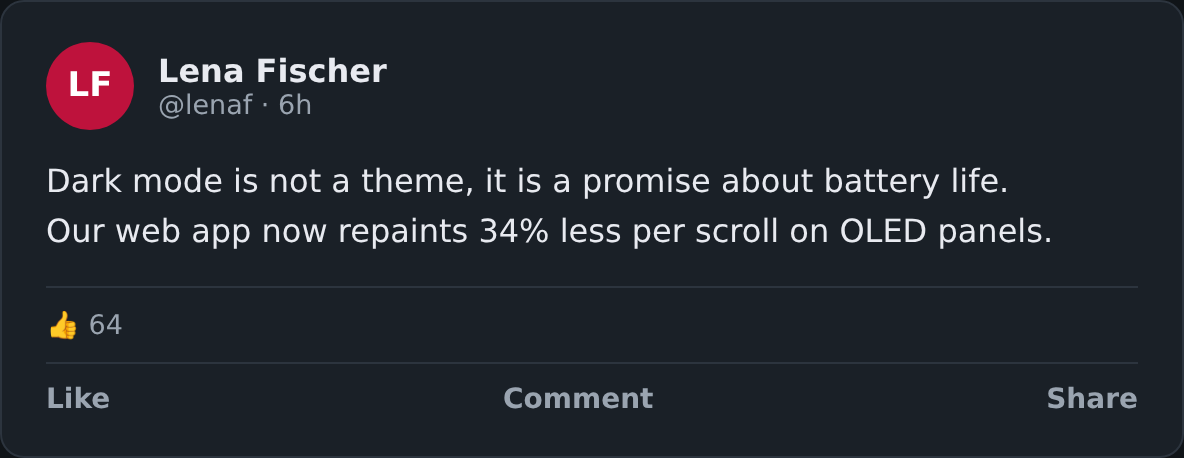 LF
Lena Fischer
@lenaf · 6h
Dark mode is not a theme, it is a promise about battery life.
Our web app now repaints 34% less per scroll on OLED panels.
👍 64
Like Comment Share